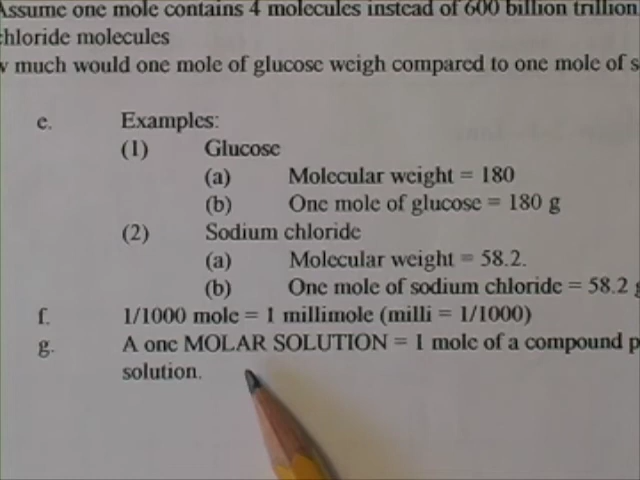 Assume one mole contains 4 molecules instead of 600 billion trillion
chloride molecules
much would one mole of glucose weigh compared to one mole of
e. Examples:
(1) Glucose
(a) Molecular weight = 180
(b) One mole of glucose = 180 g
(2) Sodium chloride
(a) Molecular weight = 58.2.
(b) One mole of sodium chloride = 58.2 g
f. 1/1000 mole = 1 millimole (milli = 1/1000)
g. A one MOLAR SOLUTION = 1 mole of a compound
solution.